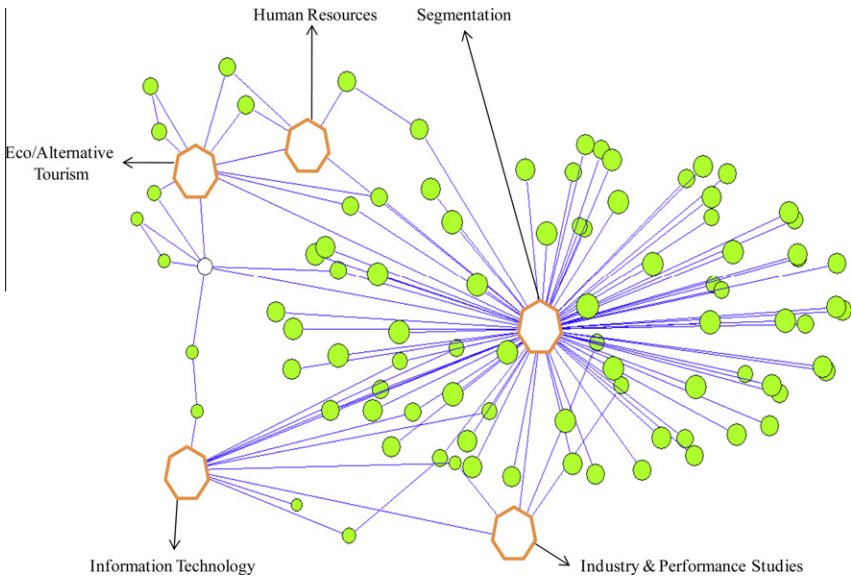 Human Resources
Segmentation
Eco/Alternative
Tourism
Information Technology
Industry & Performance Studies